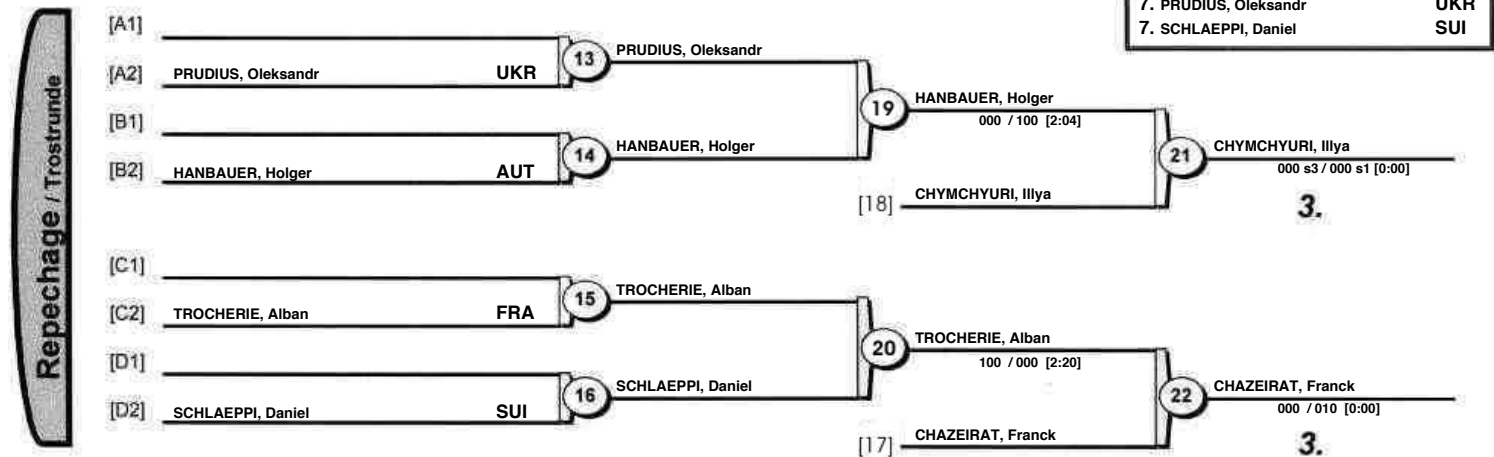 7. PRUDIUS, Oleksandr UKR
7. SCHLAEPPI, Daniel SUI
Repechage / Trostrunde
[A1]
[A2] PRUDIUS, Oleksandr UKR
13 PRUDIUS, Oleksandr
[B1]
[B2] HANBAUER, Holger AUT
14 HANBAUER, Holger
19 HANBAUER, Holger
000 / 100 [2:04]
[18] CHYMCHYURI, Illya
21 CHYMCHYURI, Illya
000 s3 / 000 s1 [0:00]
3.
[C1]
[C2] TROCHERIE, Alban FRA
15 TROCHERIE, Alban
[D1]
[D2] SCHLAEPPI, Daniel SUI
16 SCHLAEPPI, Daniel
20 TROCHERIE, Alban
100 / 000 [2:20]
[17] CHAZEIRAT, Franck
22 CHAZEIRAT, Franck
000 / 010 [0:00]
3.